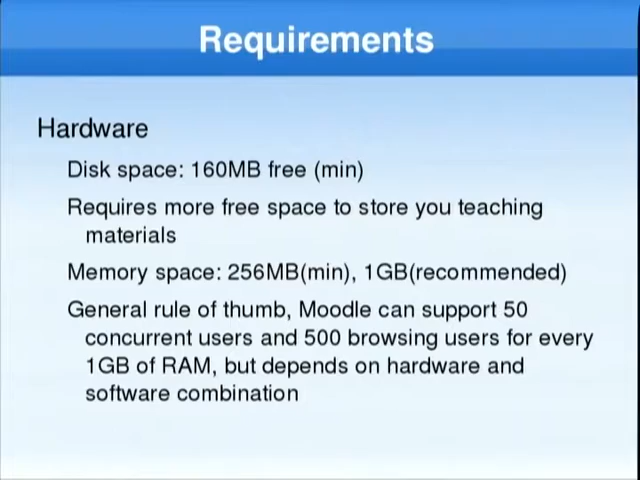 Requirements
Hardware
Disk space: 160MB free (min)
Requires more free space to store you teaching
materials
Memory space: 256MB(min), 1GB(recommended)
General rule of thumb, Moodle can support 50
concurrent users and 500 browsing users for every
1GB of RAM, but depends on hardware and
software combination